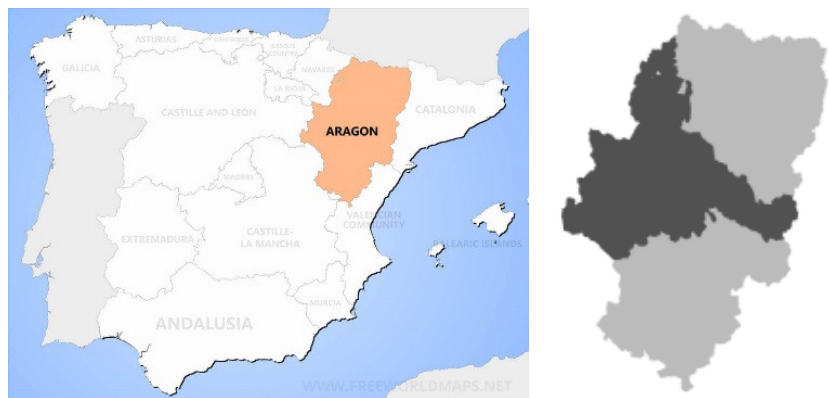 ASTURIAS
CANTABRIA
BASQUE
COUNTRY
GALICIA
NAVARRE
LA RIOJA
CASTILLE AND LEÓN
CATALONIA
ARAGON
MADRID
VALENCIAN
COMMUNITY
EXTREMADURA
CASTILLE-
LA MANCHA
BALEARIC ISLANDS
MURCIA
ANDALUSIA
WWW.FREEWORLDMAPS.NET